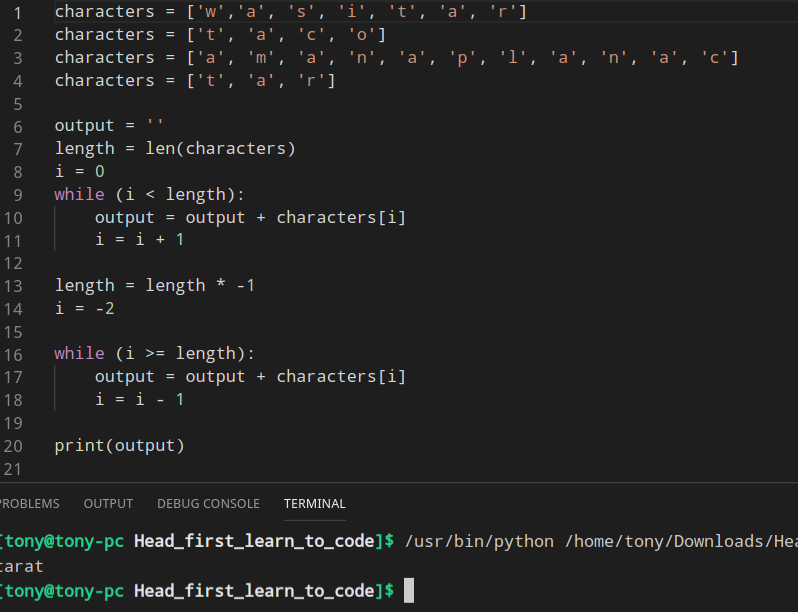 1 characters = ['w','a', 's', 'i', 't', 'a', 'r']
2 characters = ['t', 'a', 'c', 'o']
3 characters = ['a', 'm', 'a', 'n', 'a', 'p', 'l', 'a', 'n', 'a', 'c']
4 characters = ['t', 'a', 'r']
5
6 output = ''
7 length = len(characters)
8 i = 0
9 while (i < length):
10     output = output + characters[i]
11     i = i + 1
12
13 length = length * -1
14 i = -2
15
16 while (i >= length):
17     output = output + characters[i]
18     i = i - 1
19
20 print(output)
21
PROBLEMS OUTPUT DEBUG CONSOLE TERMINAL
[tony@tony-pc Head_first_learn_to_code]$ /usr/bin/python /home/tony/Downloads/Hea
tarat
[tony@tony-pc Head_first_learn_to_code]$